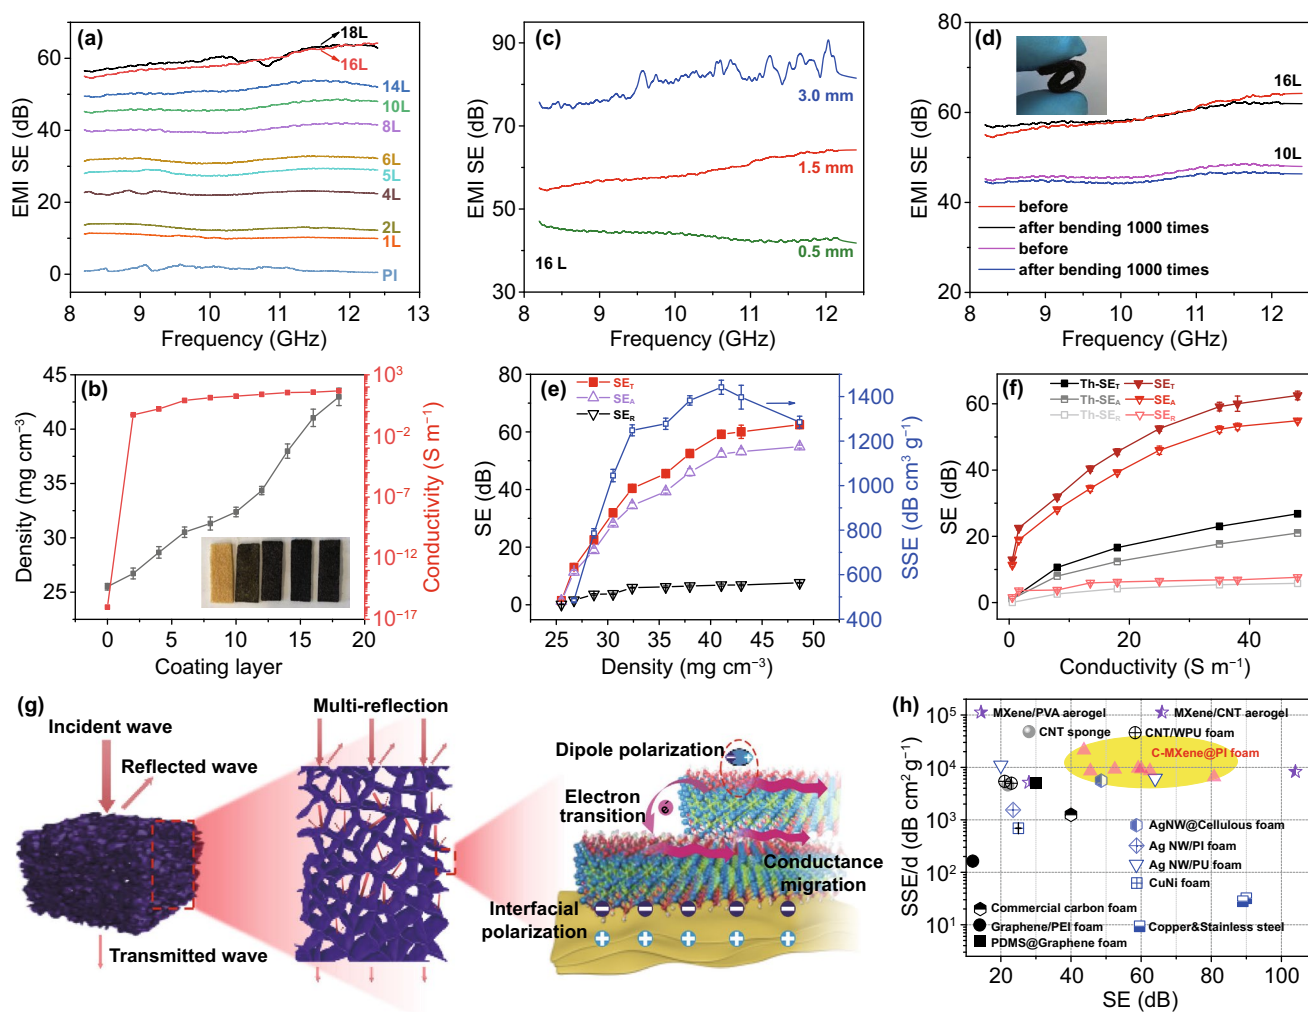 (a)
18L
16L
14L
10L
8L
6L
5L
4L
2L
1L
PI
60
40
20
0
EMI SE (dB)
8 9 10 11 12 13
Frequency (GHz)
(c)
90
70
50
30
EMI SE (dB)
3.0 mm
1.5 mm
0.5 mm
16 L
8 9 10 11 12
Frequency (GHz)
(d)
16L
10L
before
after bending 1000 times
before
after bending 1000 times
80
60
40
20
EMI SE (dB)
9 10 11 12
Frequency (GHz)
(b)
45
40
35
30
25
Density (mg cm⁻³)
10³
10⁻²
10⁻⁷
10⁻¹²
10⁻¹⁷
Conductivity (S m⁻¹)
0 5 10 15 20
Coating layer
(e)
SE_T
SE_A
SE_R
80
60
40
20
0
SE (dB)
1400
1200
1000
800
600
400
SSE (dB cm³ g⁻¹)
25 30 35 40 45 50
Density (mg cm⁻³)
(f)
Th-SE_T SE_T
Th-SE_A SE_A
Th-SE_R SE_R
60
40
20
0
SE (dB)
0 20 40
Conductivity (S m⁻¹)
(g)
Incident wave
Reflected wave
Transmitted wave
Multi-reflection
Dipole polarization
Electron
transition
e
Conductance
migration
Interfacial
polarization
(h)
MXene/PVA aerogel MXene/CNT aerogel
CNT sponge CNT/WPU foam
C-MXene@PI foam
AgNW@Cellulous foam
Ag NW/PI foam
Ag NW/PU foam
CuNi foam
Commercial carbon foam
Graphene/PEI foam Copper&Stainless steel
PDMS@Graphene foam
10⁵
10⁴
10³
10²
10¹
SSE/d (dB cm² g⁻¹)
20 40 60 80 100
SE (dB)